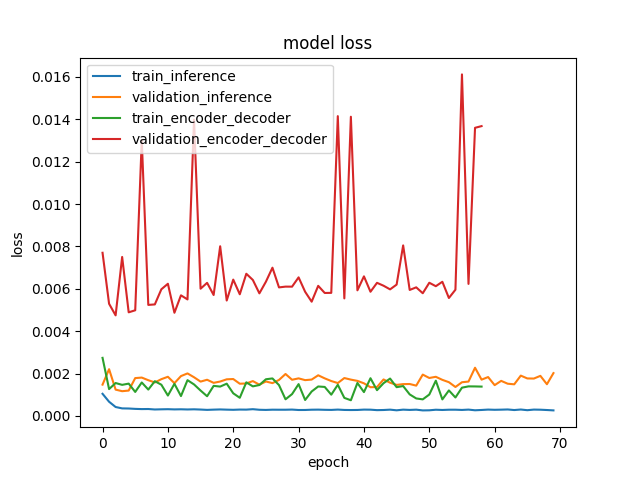 model loss
train_inference
validation_inference
train_encoder_decoder
validation_encoder_decoder
0.016
0.014
0.012
0.010
0.008
0.006
0.004
0.002
0.000
loss
0 10 20 30 40 50 60 70
epoch